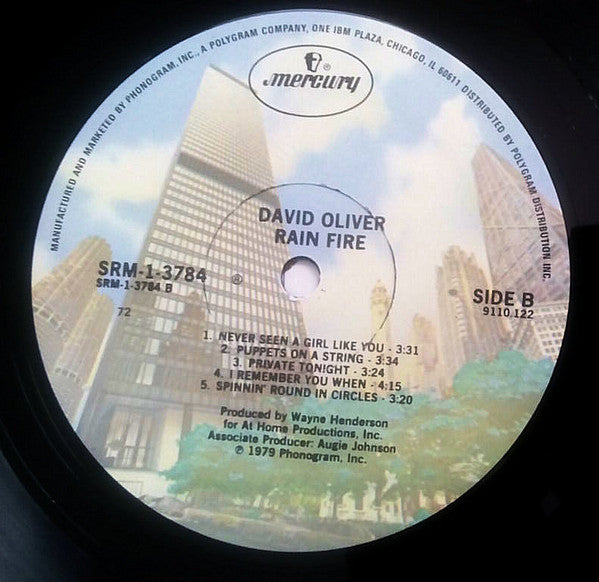 MANUFACTURED AND MARKETED BY PHONOGRAM, INC., A POLYGRAM COMPANY, ONE IBM PLAZA, CHICAGO, IL 60611 DISTRIBUTED BY POLYGRAM DISTRIBUTION INC.
®
mercury
DAVID OLIVER
RAIN FIRE
SRM-1-3784
SRM-1-3784 B
72
SIDE B
9110.122
1. NEVER SEEN A GIRL LIKE YOU - 3:31
2. PUPPETS ON A STRING - 3:34
3. PRIVATE TONIGHT - 3:24
4. I REMEMBER YOU WHEN - 4:15
5. SPINNIN' ROUND IN CIRCLES - 3:20
Produced by Wayne Henderson
for At Home Productions, Inc.
Associate Producer: Augie Johnson
℗ 1979 Phonogram, Inc.